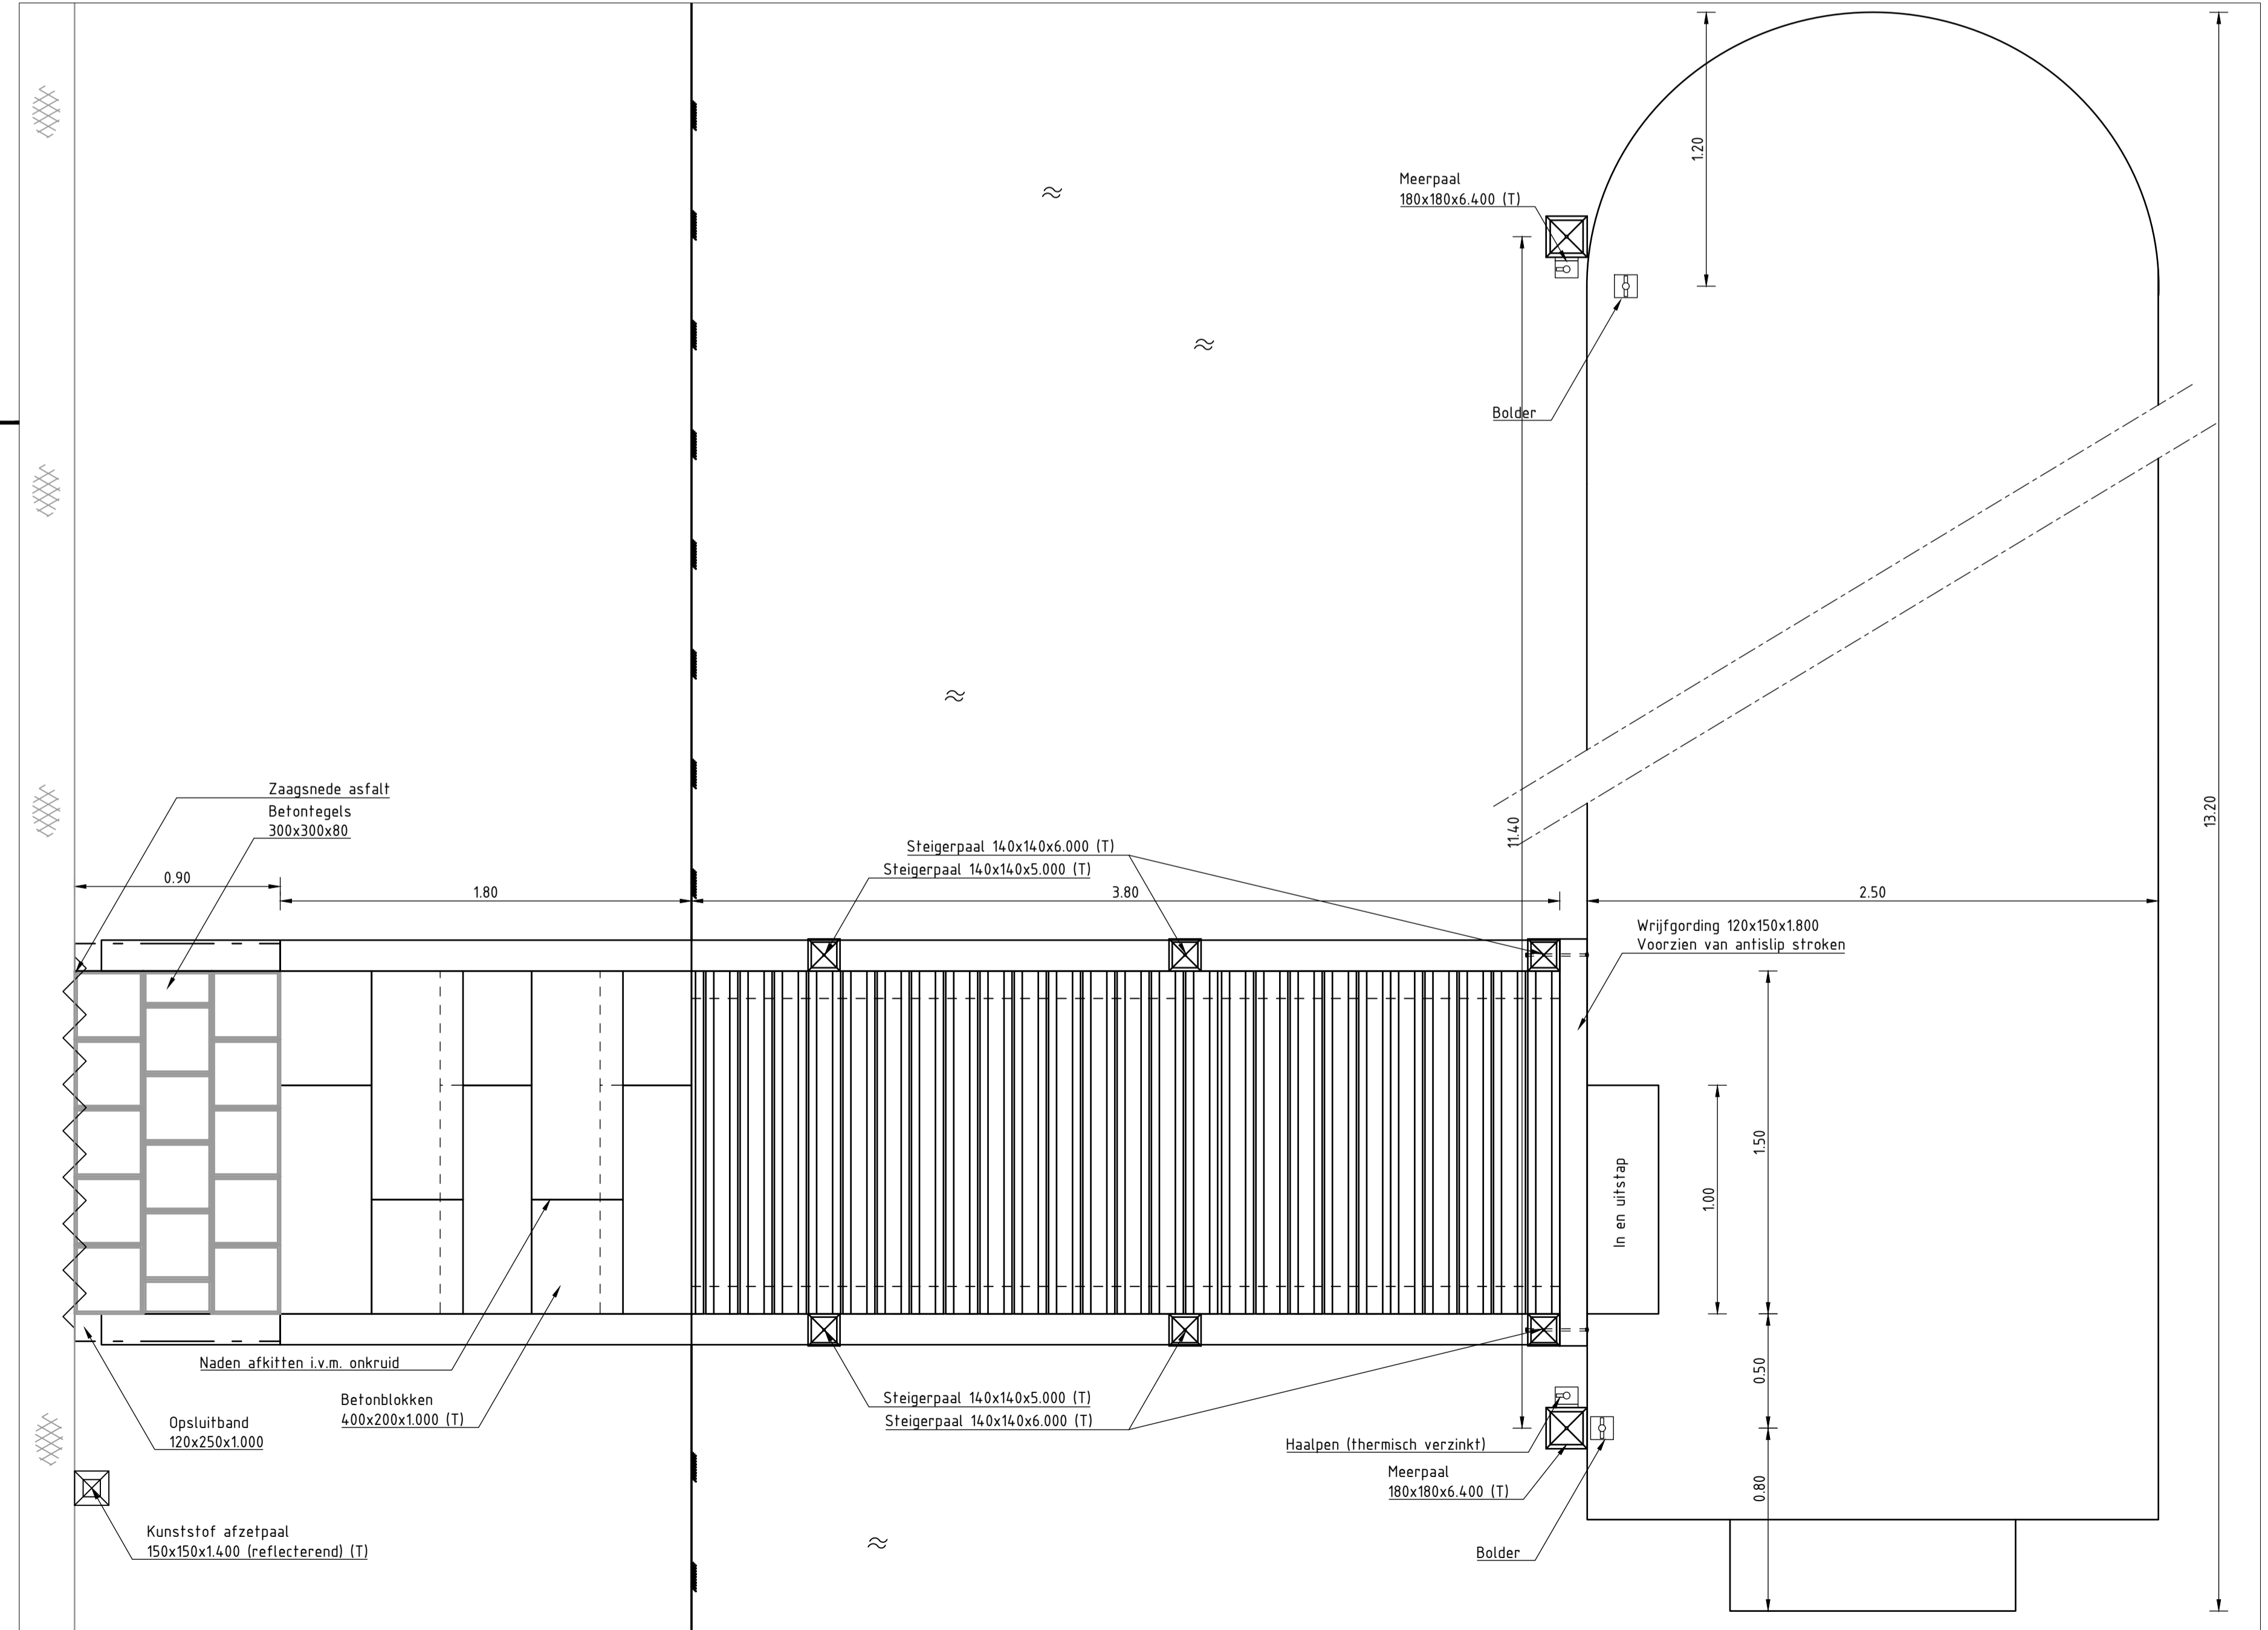 1.20
Meerpaal
180x180x6.400 (T)
Bolder
13.20
11.40
Zaagsnede asfalt
Betontegels
300x300x80
Steigerpaal 140x140x6.000 (T)
Steigerpaal 140x140x5.000 (T)
0.90
1.80
3.80
2.50
Wrijfgording 120x150x1.800
Voorzien van antislip stroken
1.50
1.00
In en uitstap
0.50
Naden afkitten i.v.m. onkruid
Betonblokken
400x200x1.000 (T)
Opsluitband
120x250x1.000
Steigerpaal 140x140x5.000 (T)
Steigerpaal 140x140x6.000 (T)
Haalpen (thermisch verzinkt)
Meerpaal
180x180x6.400 (T)
0.80
Kunststof afzetpaal
150x150x1.400 (reflecterend) (T)
Bolder